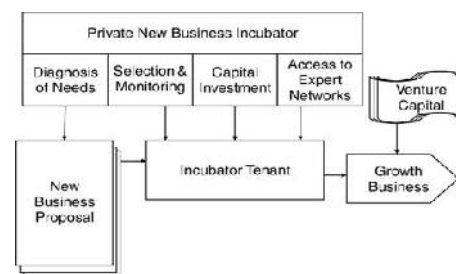 Private New Business Incubator
Diagnosis
of Needs
Selection &
Monitoring
Capital
Investment
Access to
Expert
Networks
Venture
Capital
New
Business
Proposal
Incubator Tenant
Growth
Business